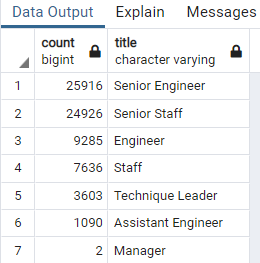 Data Output Explain Messages
count title
bigint character varying
1 25916 Senior Engineer
2 24926 Senior Staff
3 9285 Engineer
4 7636 Staff
5 3603 Technique Leader
6 1090 Assistant Engineer
7 2 Manager